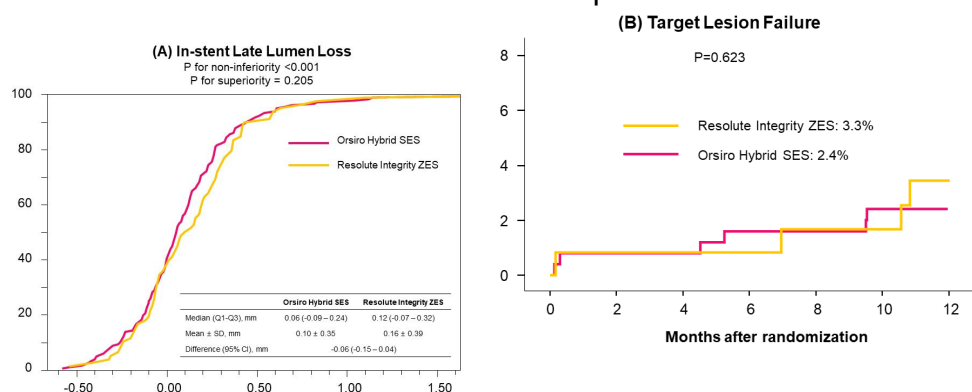 (A) In-stent Late Lumen Loss
P for non-inferiority <0.001
P for superiority = 0.205
100
80
60
40
20
0
Orsiro Hybrid SES
Resolute Integrity ZES
Orsiro Hybrid SES Resolute Integrity ZES
Median (Q1-Q3), mm 0.06 (-0.09 – 0.24) 0.12 (-0.07 – 0.32)
Mean ± SD, mm 0.10 ± 0.35 0.16 ± 0.39
Difference (95% CI), mm -0.06 (-0.15 – 0.04)
-0.50 0.00 0.50 1.00 1.50
(B) Target Lesion Failure
P=0.623
8
6
4
2
0
Resolute Integrity ZES: 3.3%
Orsiro Hybrid SES: 2.4%
0 2 4 6 8 10 12
Months after randomization